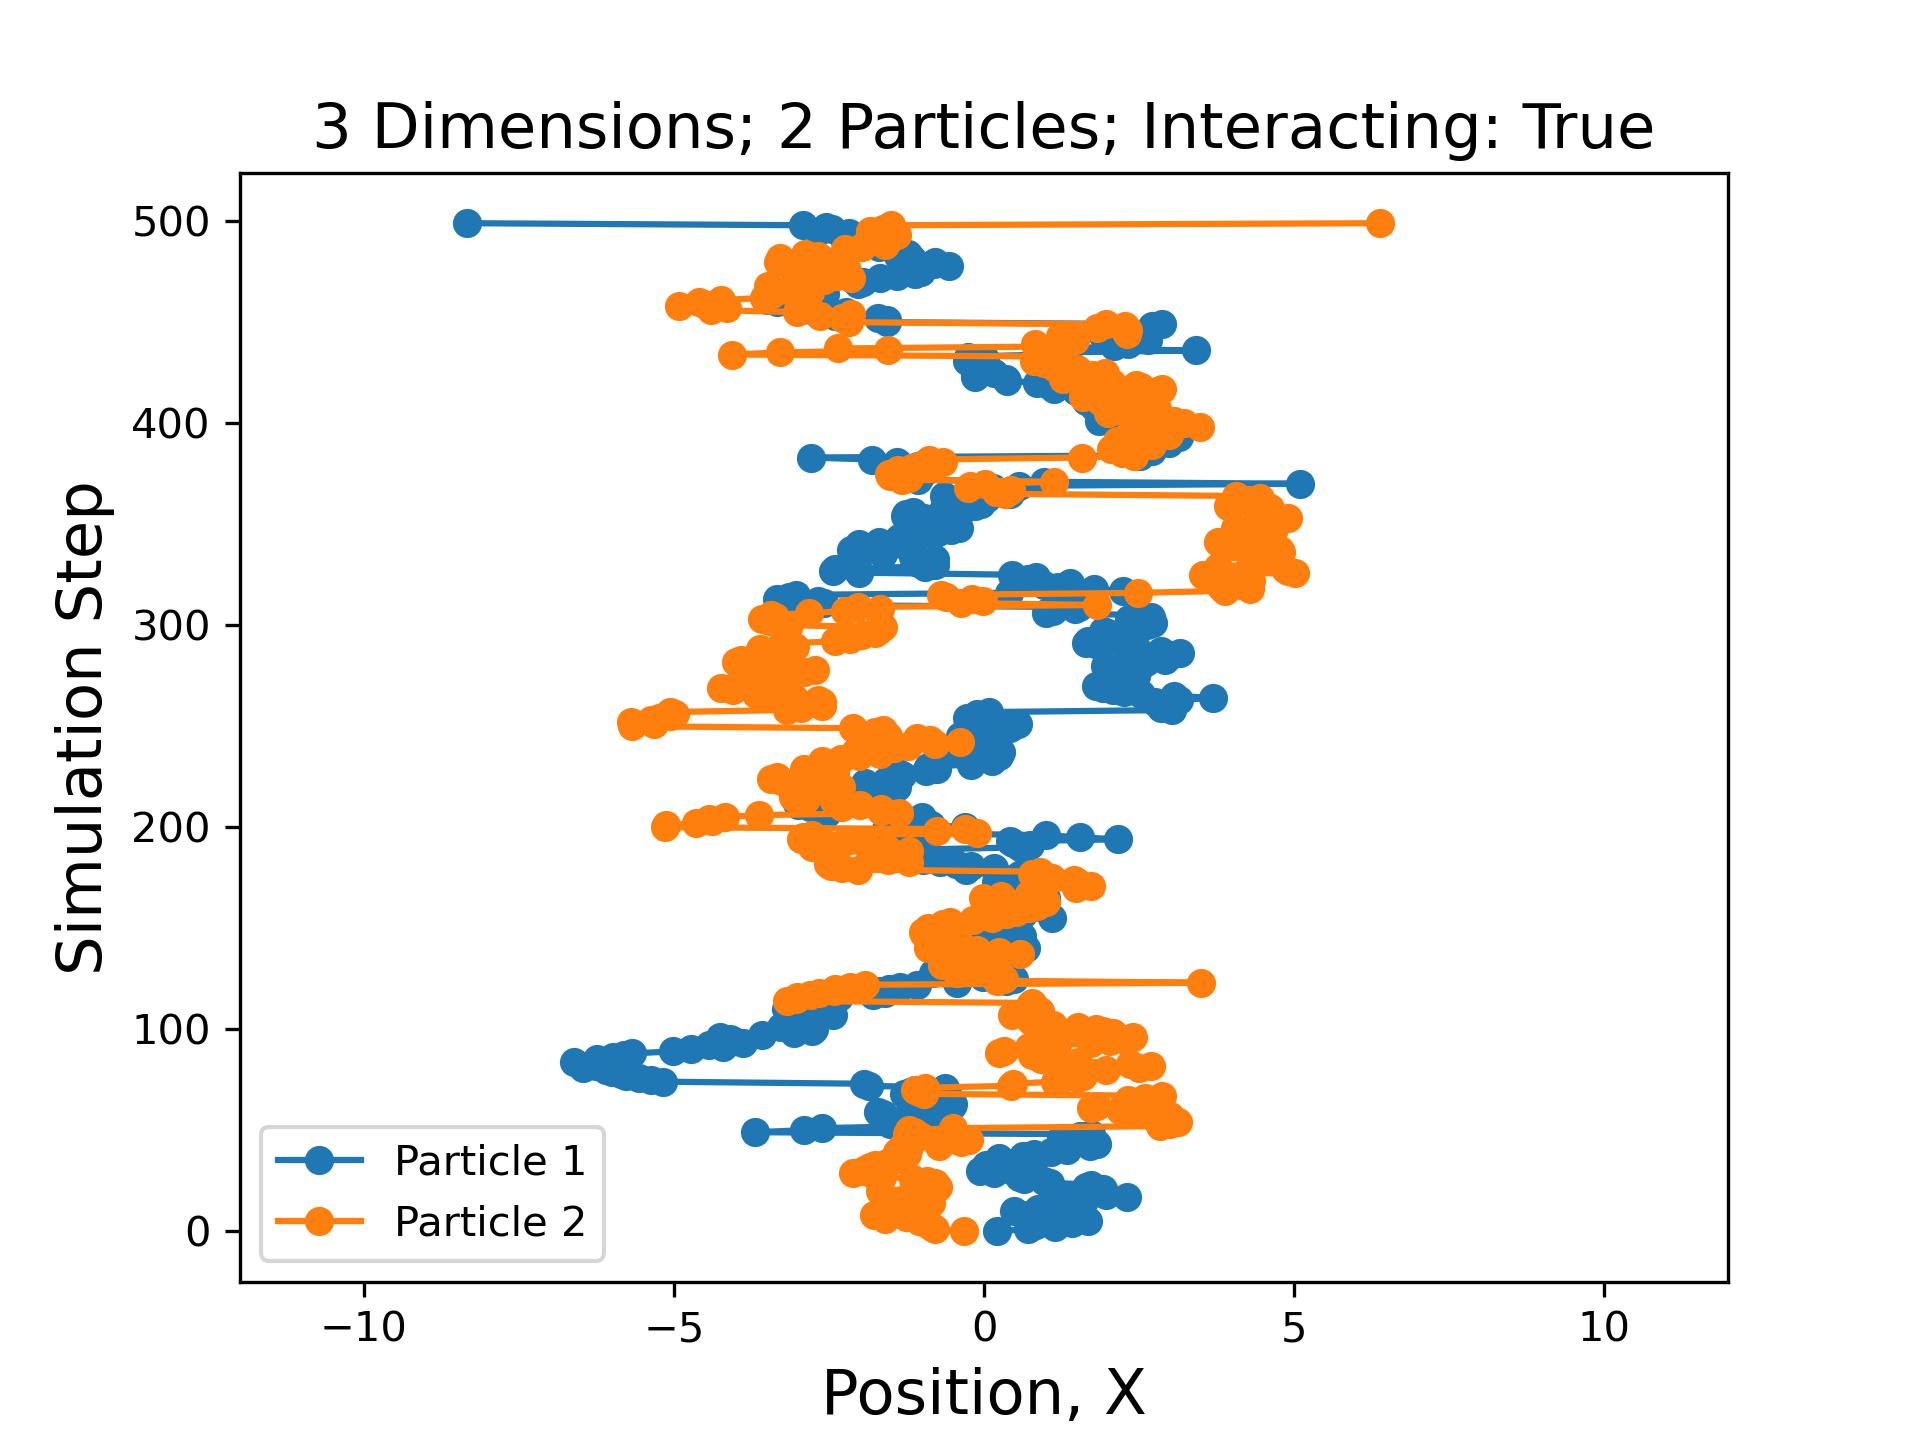 3 Dimensions; 2 Particles; Interacting: True
500
400
300
200
100
0
Simulation Step
Particle 1
Particle 2
−10
−5
0
5
10
Position, X